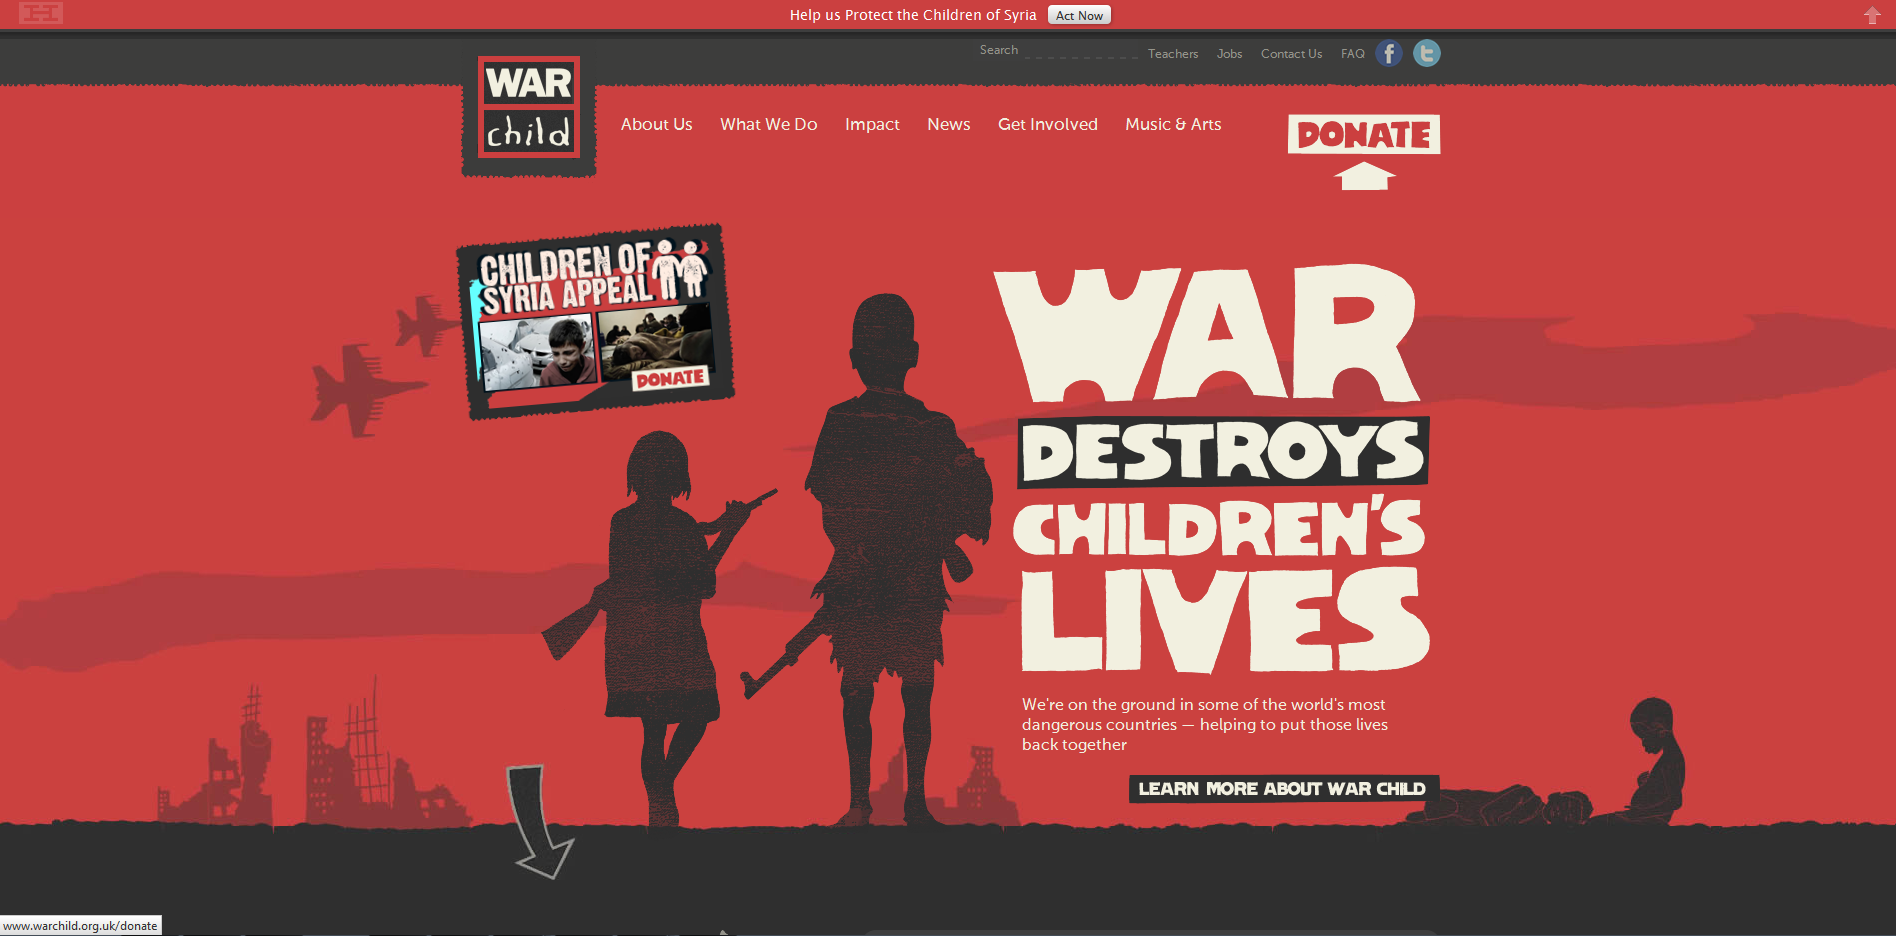 Help us Protect the Children of Syria Act Now
Search
Teachers Jobs Contact Us FAQ
WAR
child
About Us What We Do Impact News Get Involved Music & Arts
DONATE
CHILDREN OF
SYRIA APPEAL
DONATE
WAR
DESTROYS
CHILDREN'S
LIVES
We're on the ground in some of the world's most
dangerous countries — helping to put those lives
back together
LEARN MORE ABOUT WAR CHILD
www.warchild.org.uk/donate